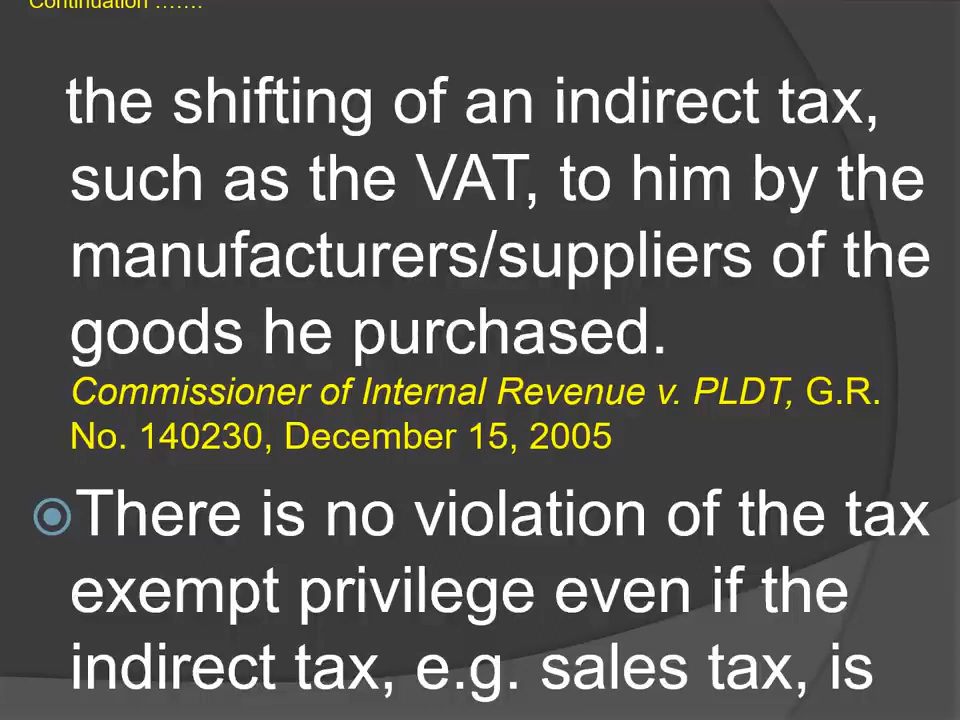 Continuation …….
the shifting of an indirect tax,
such as the VAT, to him by the
manufacturers/suppliers of the
goods he purchased.
Commissioner of Internal Revenue v. PLDT, G.R.
No. 140230, December 15, 2005
There is no violation of the tax
exempt privilege even if the
indirect tax, e.g. sales tax, is